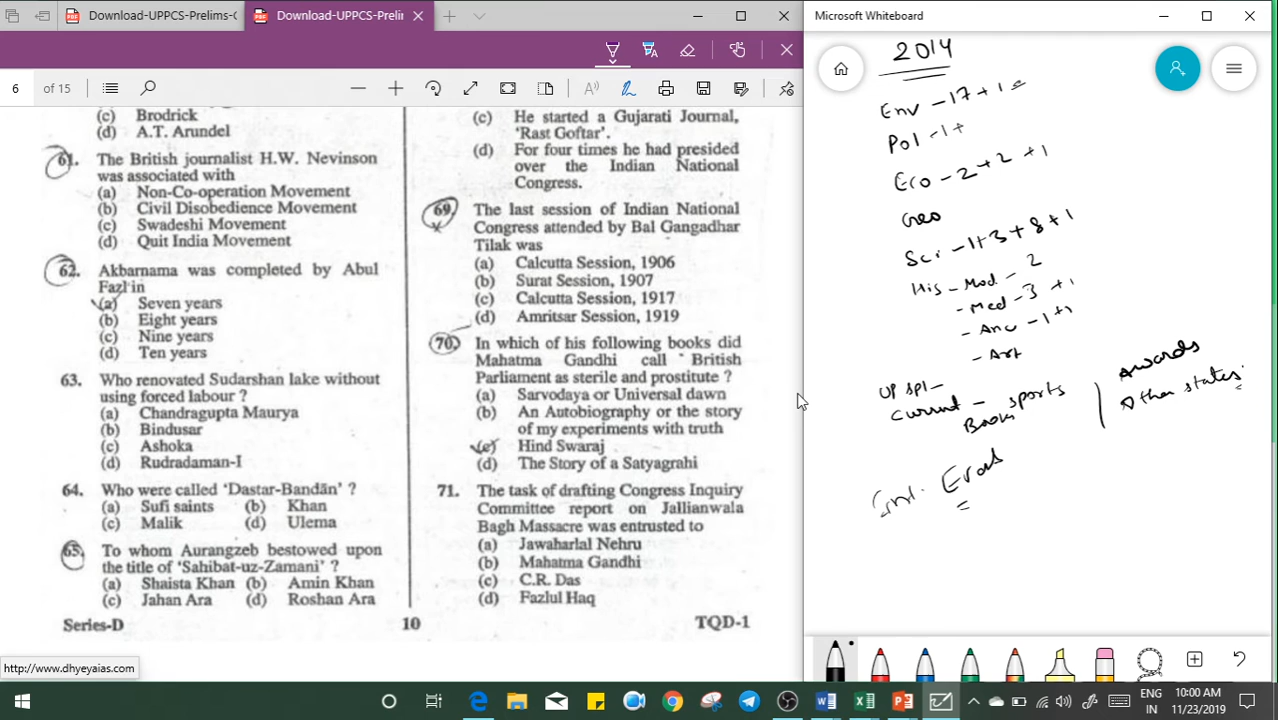 Download-UPPCS-Prelims-C
Download-UPPCS-Prelin
6 of 15
(c) Brodrick
(d) A.T. Arundel
61. The British journalist H.W. Nevinson
was associated with
(a) Non-Co-operation Movement
(b) Civil Disobedience Movement
(c) Swadeshi Movement
(d) Quit India Movement
62. Akbarnama was completed by Abul
Fazl in
(a) Seven years
(b) Eight years
(c) Nine years
(d) Ten years
63. Who renovated Sudarshan lake without
using forced labour ?
(a) Chandragupta Maurya
(b) Bindusar
(c) Ashoka
(d) Rudradaman-I
64. Who were called ‘Dastar-Bandān’ ?
(a) Sufi saints (b) Khan
(c) Malik (d) Ulema
65. To whom Aurangzeb bestowed upon
the title of ‘Sahibat-uz-Zamani’ ?
(a) Shaista Khan (b) Amin Khan
(c) Jahan Ara (d) Roshan Ara
(c) He started a Gujarati Journal,
‘Rast Goftar’.
(d) For four times he had presided
over the Indian National
Congress.
69. The last session of Indian National
Congress attended by Bal Gangadhar
Tilak was
(a) Calcutta Session, 1906
(b) Surat Session, 1907
(c) Calcutta Session, 1917
(d) Amritsar Session, 1919
70. In which of his following books did
Mahatma Gandhi call British
Parliament as sterile and prostitute ?
(a) Sarvodaya or Universal dawn
(b) An Autobiography or the story
of my experiments with truth
(c) Hind Swaraj
(d) The Story of a Satyagrahi
71. The task of drafting Congress Inquiry
Committee report on Jallianwala
Bagh Massacre was entrusted to
(a) Jawaharlal Nehru
(b) Mahatma Gandhi
(c) C.R. Das
(d) Fazlul Haq
Series-D 10 TQD-1
http://www.dhyeyaias.com
Microsoft Whiteboard
2014
Env - 17 + 1
Pol - 1 +
Eco - 2 + 2 + 1
Geo
Sci - 1 + 3 + 8 + 1
His - Mod - 2
- Med - 3 + 1
- Anc - 1 + 1
- Art
UP spl -
Current - sports
Books
Awards
Other states
ENG
IN
10:00 AM
11/23/2019